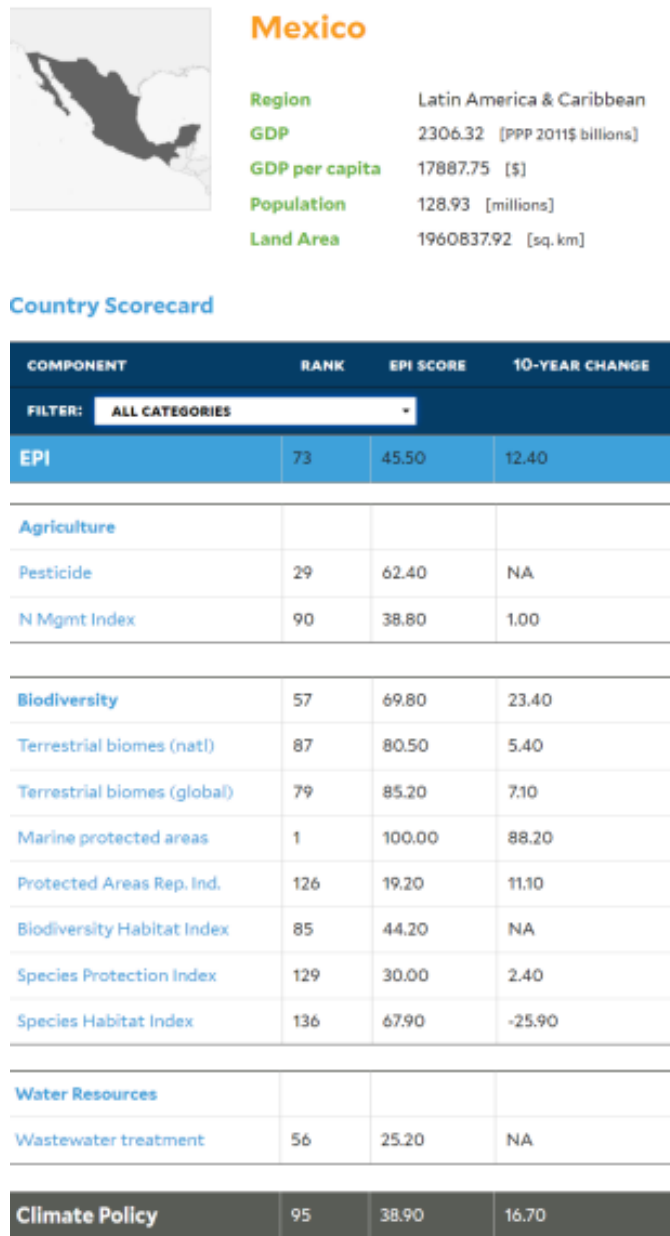 Mexico
Region Latin America & Caribbean
GDP 2306.32 [PPP 2011$ billions]
GDP per capita 17887.75 [$]
Population 128.93 [millions]
Land Area 1960837.92 [sq. km]
Country Scorecard
COMPONENT RANK EPI SCORE 10-YEAR CHANGE
FILTER: ALL CATEGORIES
EPI 73 45.50 12.40
Agriculture
Pesticide 29 62.40 NA
N Mgmt Index 90 38.80 1.00
Biodiversity 57 69.80 23.40
Terrestrial biomes (natl) 87 80.50 5.40
Terrestrial biomes (global) 79 85.20 7.10
Marine protected areas 1 100.00 88.20
Protected Areas Rep. Ind. 126 19.20 11.10
Biodiversity Habitat Index 85 44.20 NA
Species Protection Index 129 30.00 2.40
Species Habitat Index 136 67.90 -25.90
Water Resources
Wastewater treatment 56 25.20 NA
Climate Policy 95 38.90 16.70